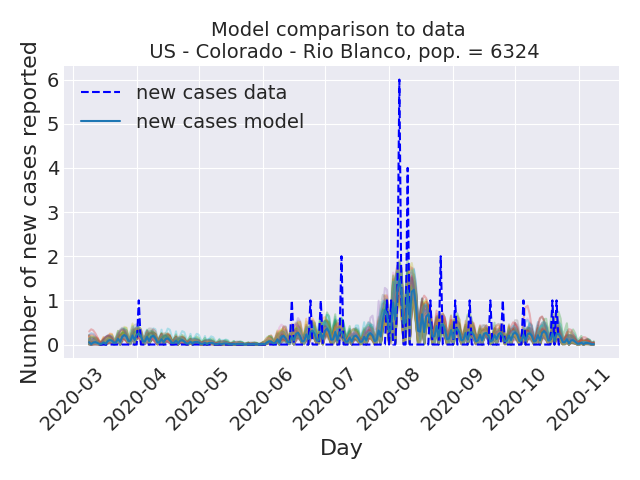 Model comparison to data
US - Colorado - Rio Blanco, pop. = 6324
Number of new cases reported
6
5
4
3
2
1
0
new cases data
new cases model
2020-03
2020-04
2020-05
2020-06
2020-07
2020-08
2020-09
2020-10
2020-11
Day